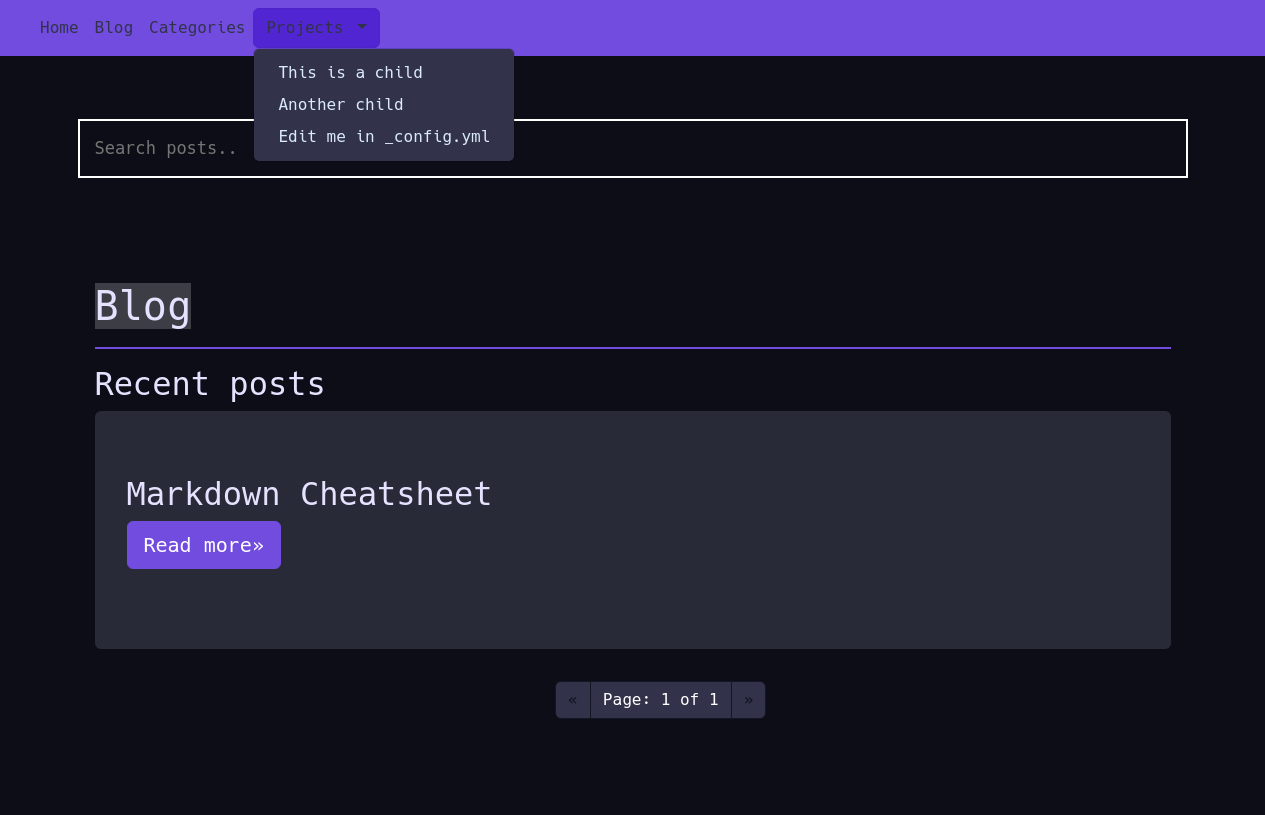 Home Blog Categories Projects
This is a child
Another child
Edit me in _config.yml
Search posts..
Blog
Recent posts
Markdown Cheatsheet
Read more»
« Page: 1 of 1 »